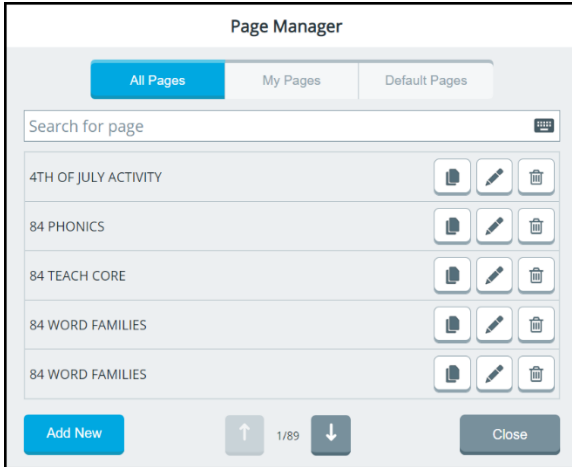 Page Manager
All Pages My Pages Default Pages
Search for page
4TH OF JULY ACTIVITY
84 PHONICS
84 TEACH CORE
84 WORD FAMILIES
84 WORD FAMILIES
Add New 1/89 Close